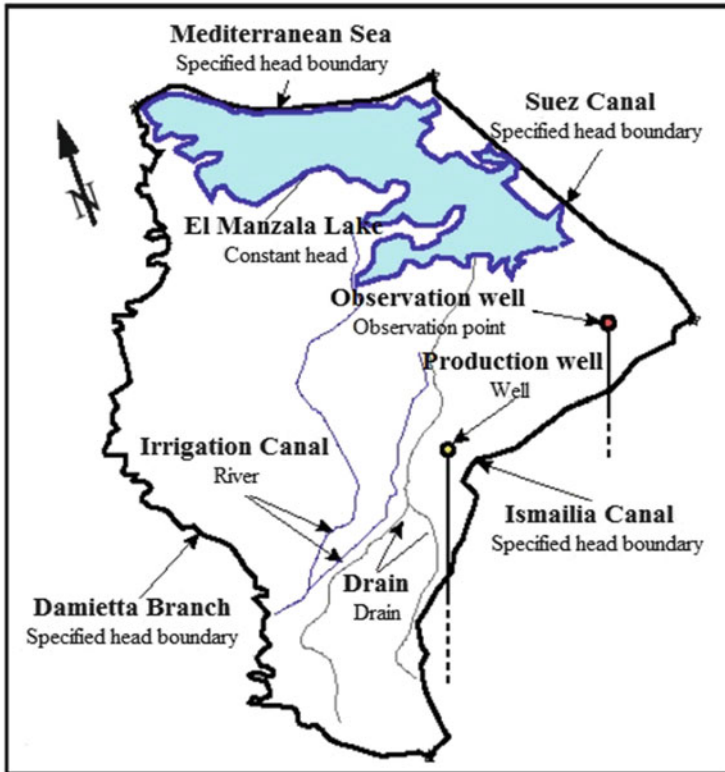 Mediterranean Sea
Specified head boundary
Suez Canal
Specified head boundary
N
El Manzala Lake
Constant head
Observation well
Observation point
Production well
Well
Irrigation Canal
River
Ismailia Canal
Specified head boundary
Drain
Drain
Damietta Branch
Specified head boundary